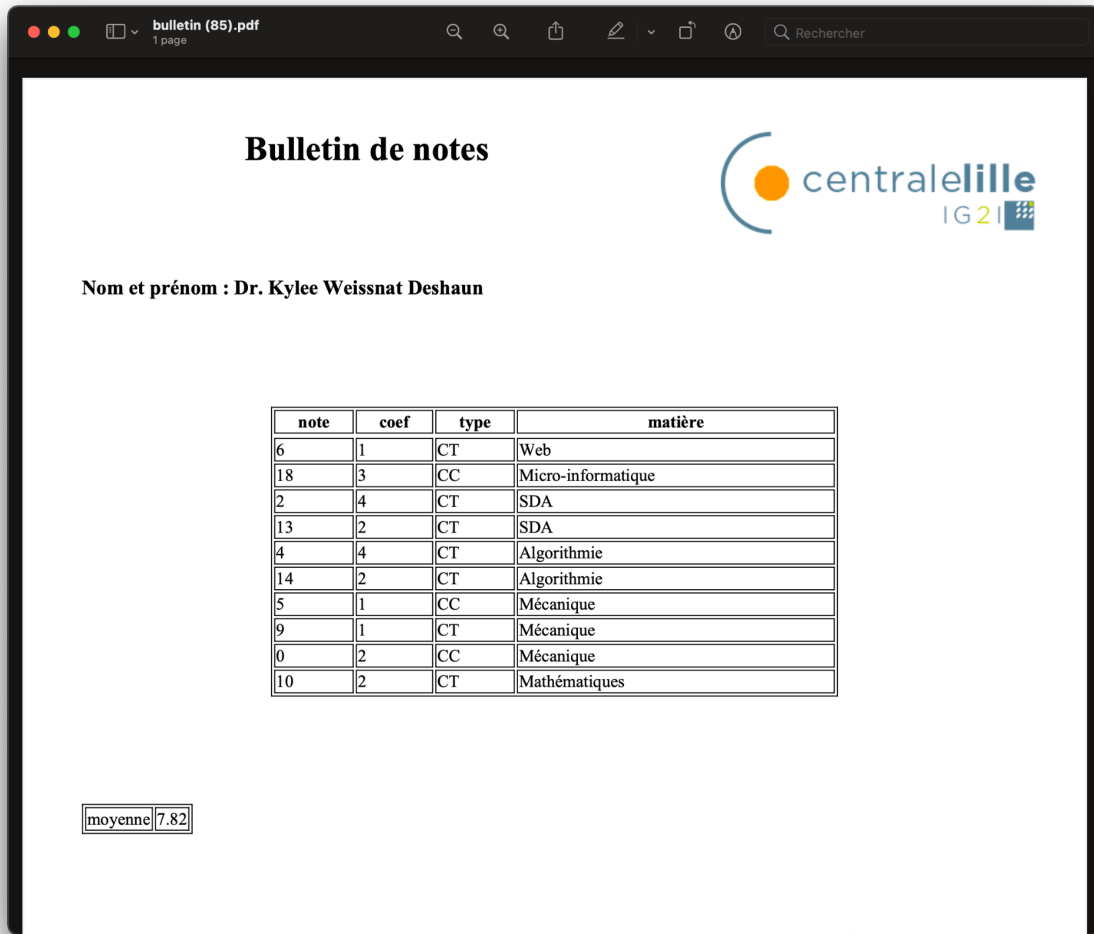 bulletin (85).pdf
1 page
Rechercher
Bulletin de notes
centralelille
IG2I
Nom et prénom : Dr. Kylee Weissnat Deshaun
note coef type matière
6 1 CT Web
18 3 CC Micro-informatique
2 4 CT SDA
13 2 CT SDA
4 4 CT Algorithmie
14 2 CT Algorithmie
5 1 CC Mécanique
9 1 CT Mécanique
0 2 CC Mécanique
10 2 CT Mathématiques
moyenne 7.82